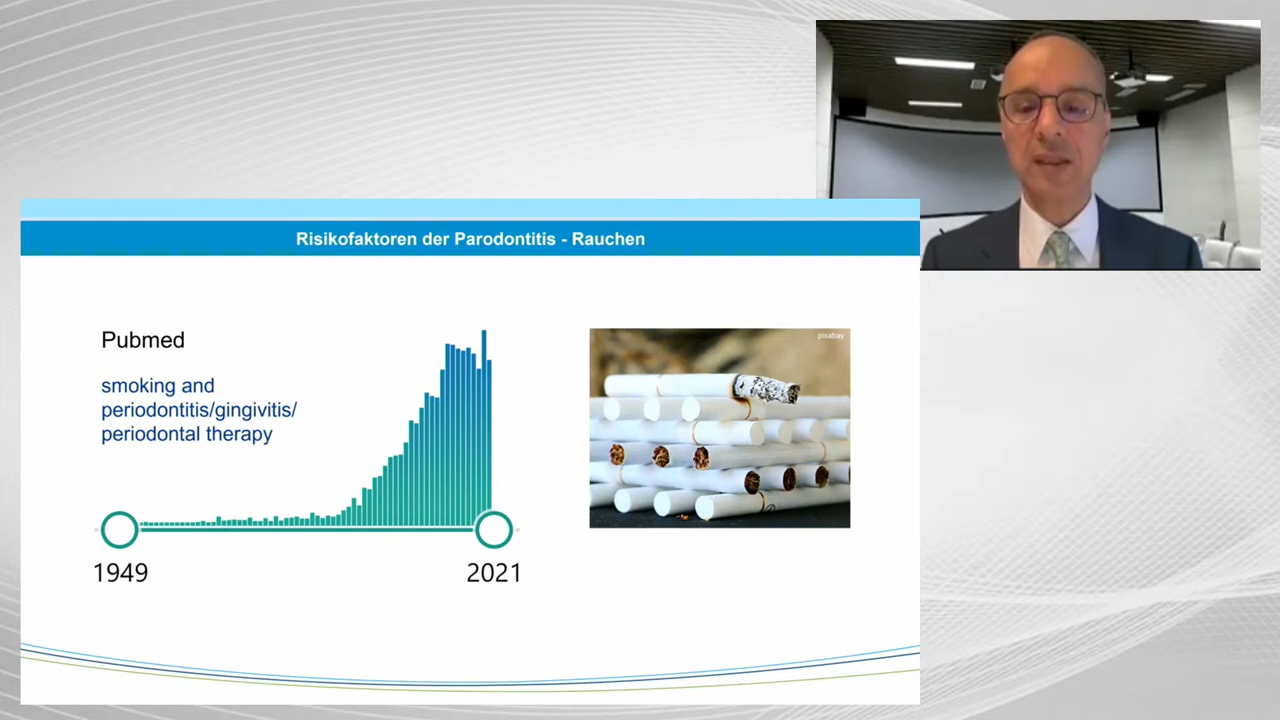 Risikofaktoren der Parodontitis - Rauchen
Pubmed
smoking and
periodontitis/gingivitis/
periodontal therapy
1949
2021
pixabay